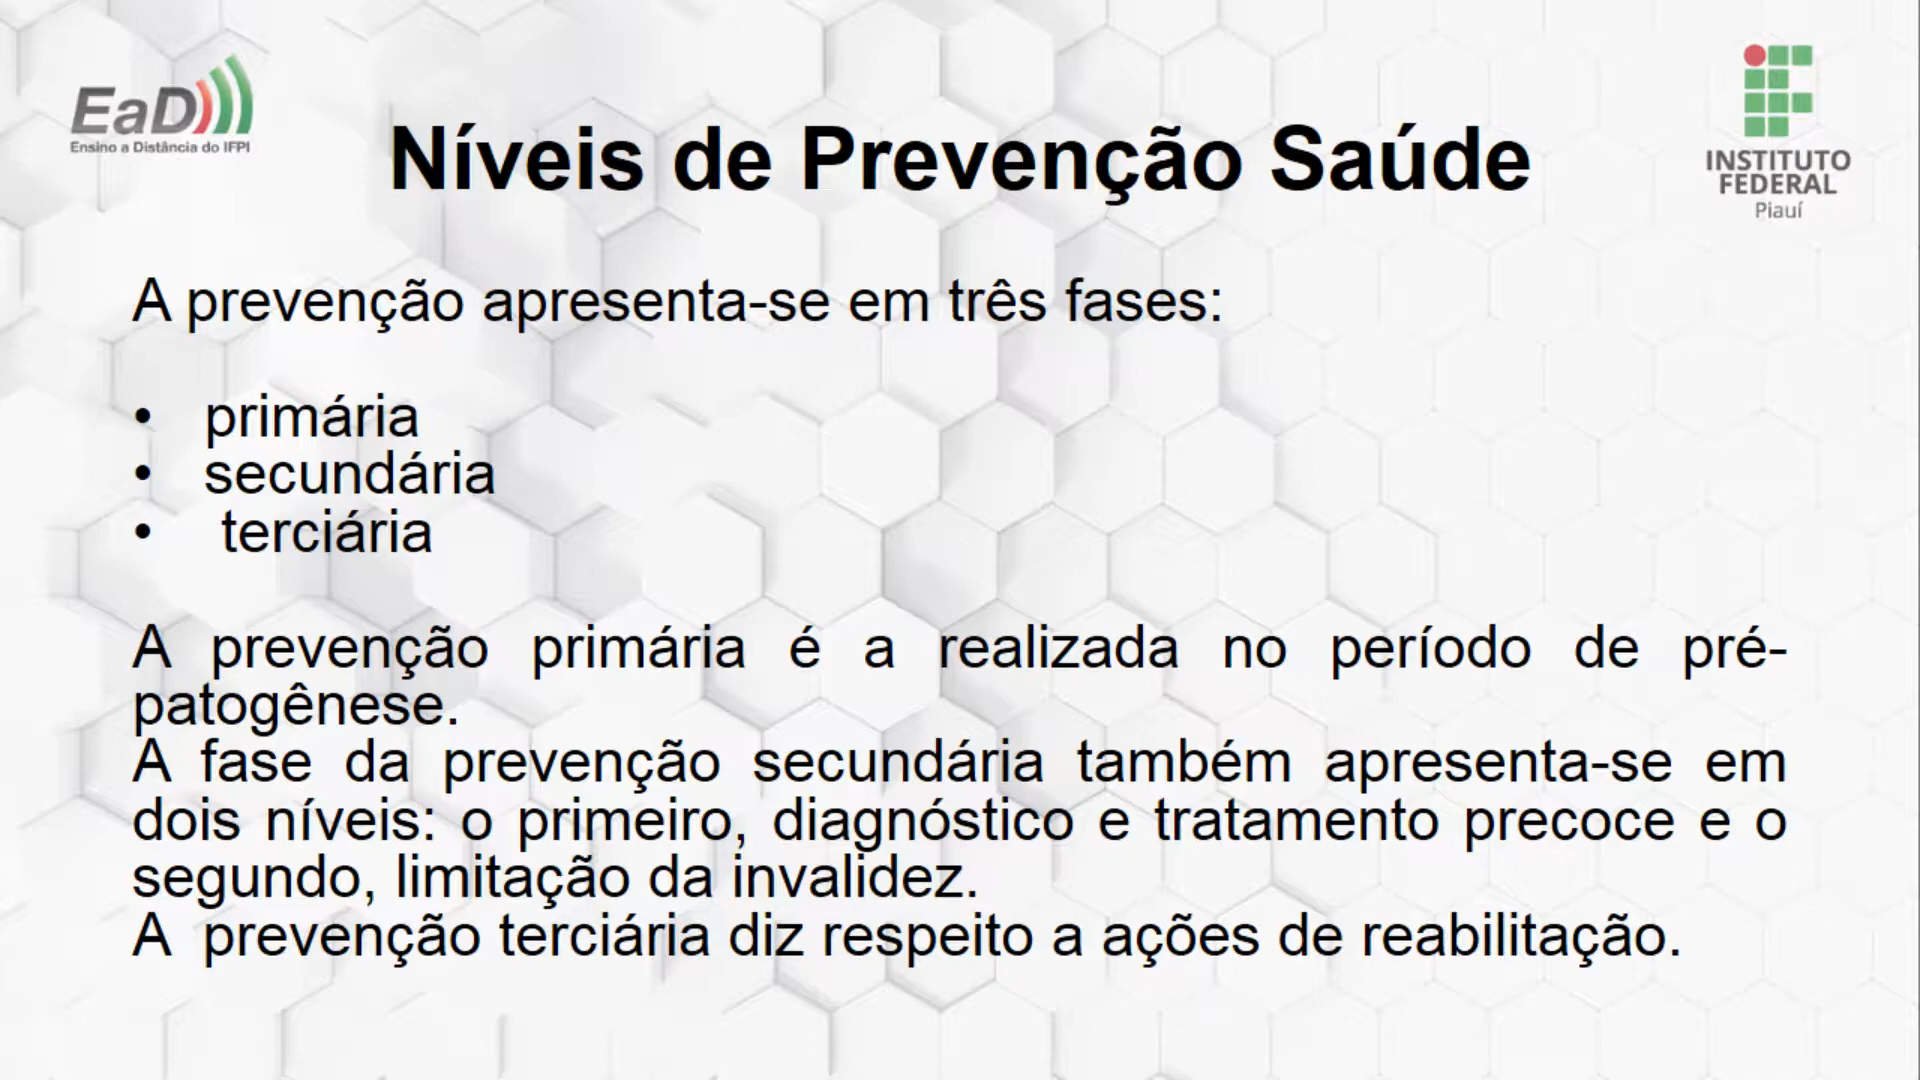 EaD
Ensino a Distância do IFPI
Níveis de Prevenção Saúde
INSTITUTO
FEDERAL
Piauí
A prevenção apresenta-se em três fases:
• primária
• secundária
• terciária
A prevenção primária é a realizada no período de pré-
patogênese.
A fase da prevenção secundária também apresenta-se em
dois níveis: o primeiro, diagnóstico e tratamento precoce e o
segundo, limitação da invalidez.
A prevenção terciária diz respeito a ações de reabilitação.